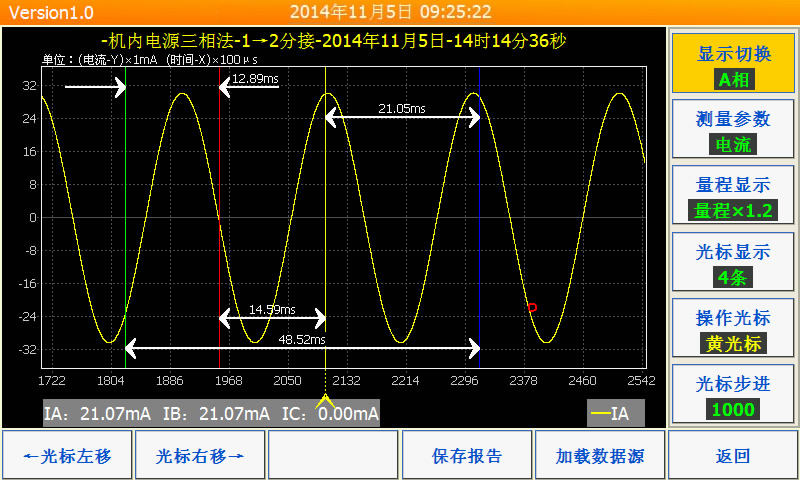 Version1.0
2014年11月5日 09:25:22
-机内电源三相法-1→2分接-2014年11月5日-14时14分36秒
单位：(电流-Y)×1mA (时间-X)×100μs
12.89ms
21.05ms
14.59ms
48.52ms
32
24
16
8
0
-8
-16
-24
-32
1722 1804 1886 1968 2050 2132 2214 2296 2378 2460 2542
IA: 21.07mA IB: 21.07mA IC: 0.00mA
IA
显示切换
A相
测量参数
电流
量程显示
量程×1.2
光标显示
4条
操作光标
黄光标
光标步进
1000
←光标左移
光标右移→
保存报告
加载数据源
返回